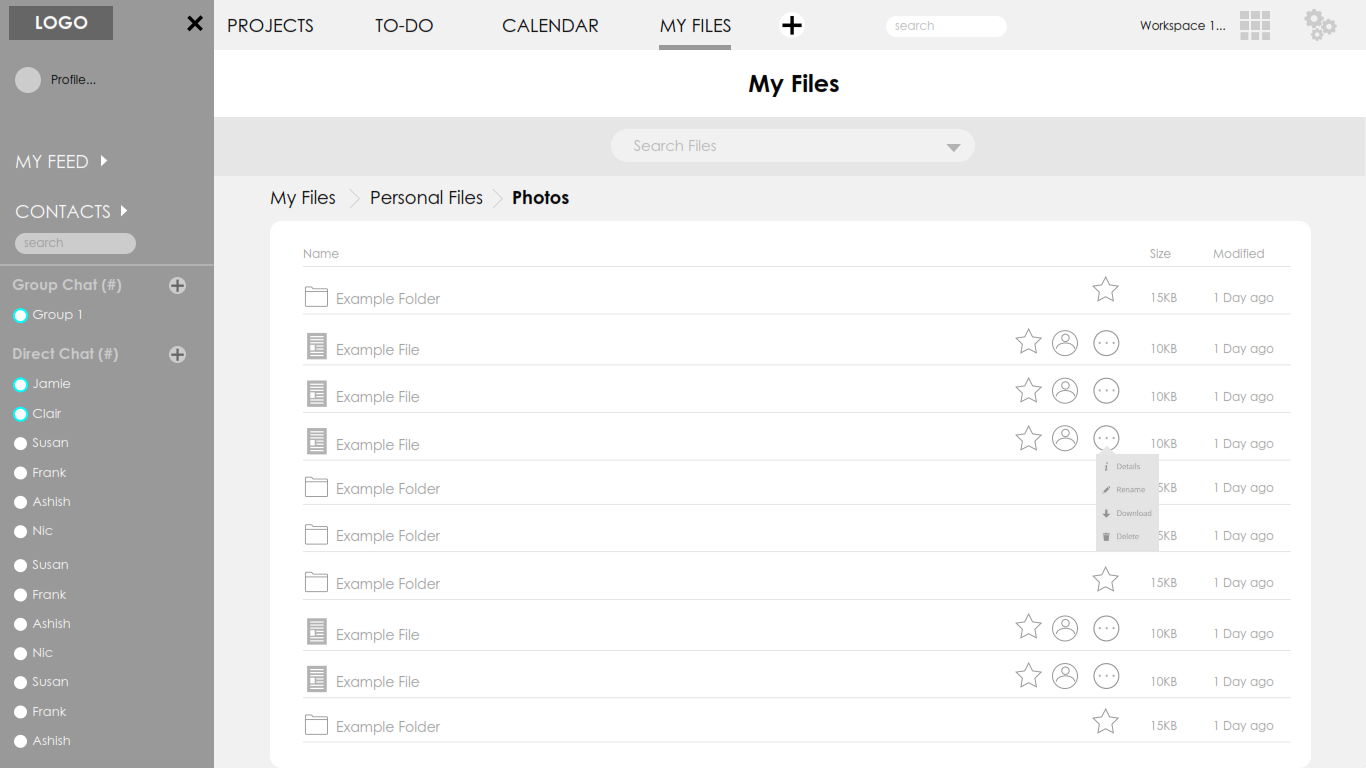 LOGO
PROJECTS TO-DO CALENDAR MY FILES search Workspace 1...
Profile...
My Files
MY FEED
CONTACTS
search
Group Chat (#)
Group 1
Direct Chat (#)
Jamie
Clair
Susan
Frank
Ashish
Nic
Susan
Frank
Ashish
Nic
Susan
Frank
Ashish
Search Files
My Files Personal Files Photos
Name Size Modified
Example Folder 15KB 1 Day ago
Example File 10KB 1 Day ago
Example File 10KB 1 Day ago
Example File 10KB 1 Day ago
Details
Rename
Download
Delete
Example Folder 5KB 1 Day ago
Example Folder 5KB 1 Day ago
Example Folder 15KB 1 Day ago
Example File 10KB 1 Day ago
Example File 10KB 1 Day ago
Example Folder 15KB 1 Day ago